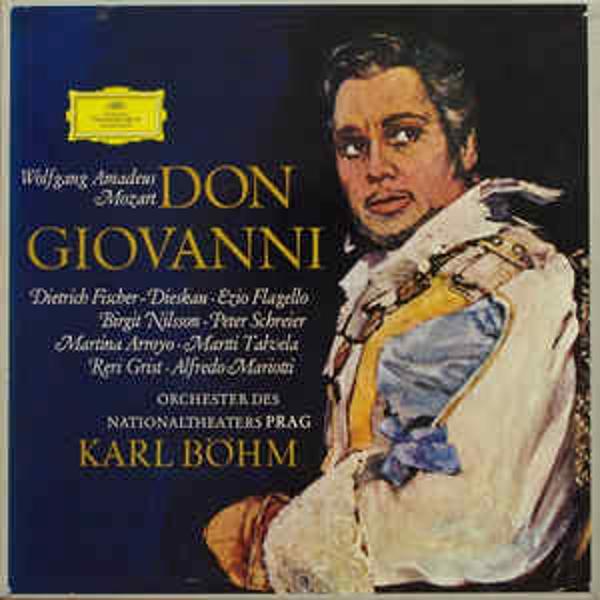 Wolfgang Amadeus
Mozart DON
GIOVANNI
Dietrich Fischer-Dieskau · Ezio Flagello
Birgit Nilsson · Peter Schreier
Martina Arroyo · Martti Talvela
Reri Grist · Alfredo Mariotti
ORCHESTER DES
NATIONALTHEATERS PRAG
KARL BÖHM